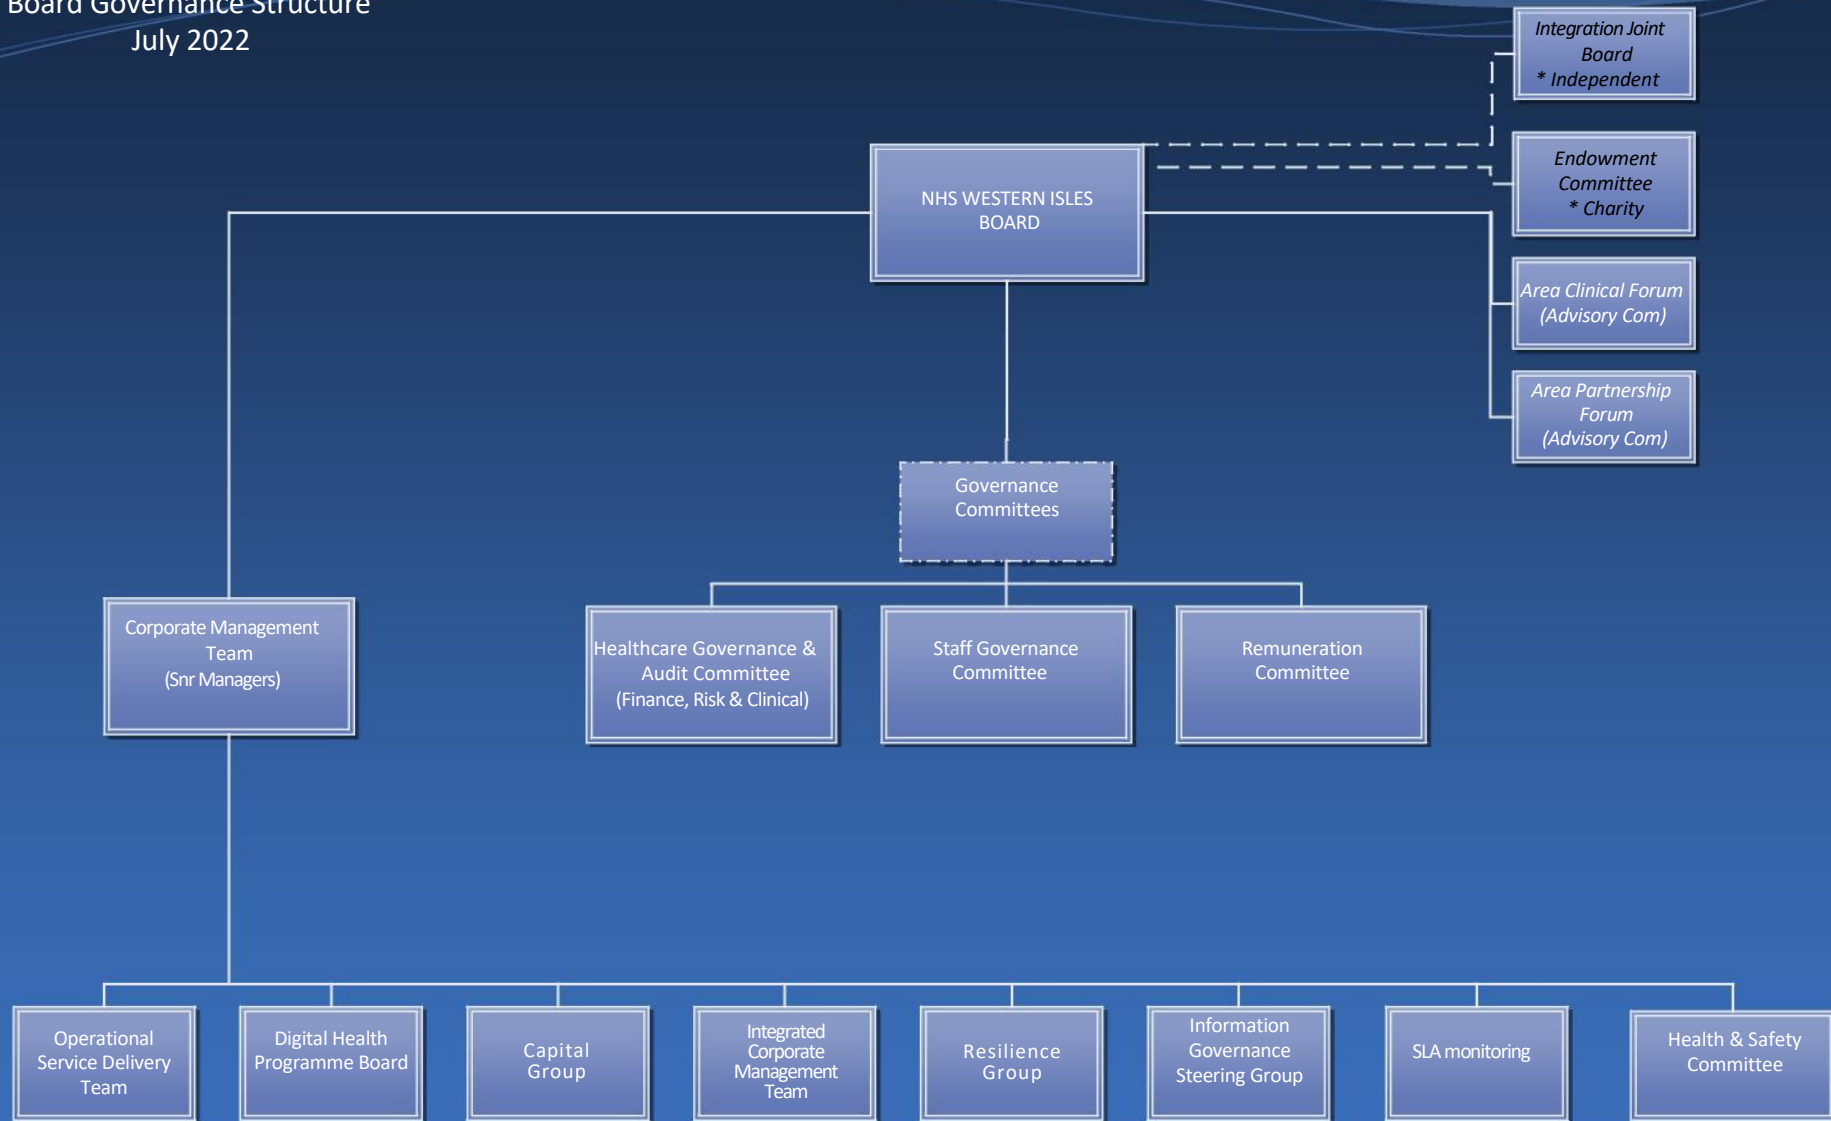 Board Governance Structure
July 2022
Integration Joint
Board
* Independent
Endowment
Committee
* Charity
NHS WESTERN ISLES
BOARD
Area Clinical Forum
(Advisory Com)
Area Partnership
Forum
(Advisory Com)
Governance
Committees
Corporate Management
Team
(Snr Managers)
Healthcare Governance &
Audit Committee
(Finance, Risk & Clinical)
Staff Governance
Committee
Remuneration
Committee
Operational
Service Delivery
Team
Digital Health
Programme Board
Capital
Group
Integrated
Corporate
Management
Team
Resilience
Group
Information
Governance
Steering Group
SLA monitoring
Health & Safety
Committee